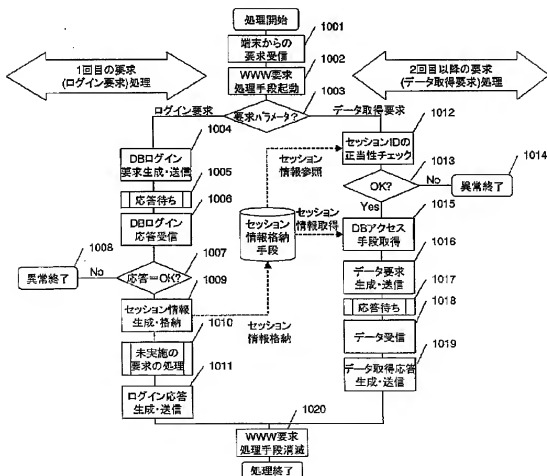 処理開始
1001
端末からの
要求受信
1002
WWW要求
処理手段起動
1003
要求パラメータ?
1回目の要求
(ログイン要求)処理
2回目以降の要求
(データ取得要求)処理
ログイン要求
データ取得要求
1004
DBログイン
要求生成・送信
1005
応答待ち
1006
DBログイン
応答受信
1007
応答=OK?
1008
No
異常終了
1009
セッション情報
生成・格納
1010
未実施の
要求の処理
1011
ログイン応答
生成・送信
セッション
情報参照
セッション
情報取得
セッション
情報格納
手段
セッション
情報格納
1012
セッションIDの
正当性チェック
1013
OK?
No
1014
異常終了
Yes
1015
DBアクセス
手段取得
1016
データ要求
生成・送信
1017
応答待ち
1018
データ受信
1019
データ取得応答
生成・送信
1020
WWW要求
処理手段消滅
処理終了